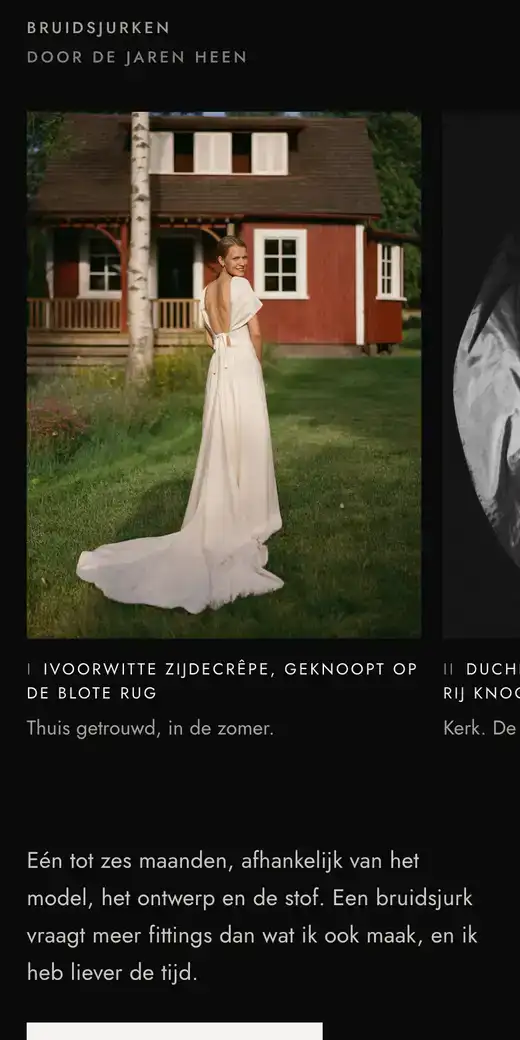 BRUIDSJURKEN
DOOR DE JAREN HEEN
I IVOORWITTE ZIJDECRÊPE, GEKNOOPT OP
DE BLOTE RUG
Thuis getrouwd, in de zomer.
II
RIJ
Kerk. De
Eén tot zes maanden, afhankelijk van het
model, het ontwerp en de stof. Een bruidsjurk
vraagt meer fittings dan wat ik ook maak, en ik
heb liever de tijd.